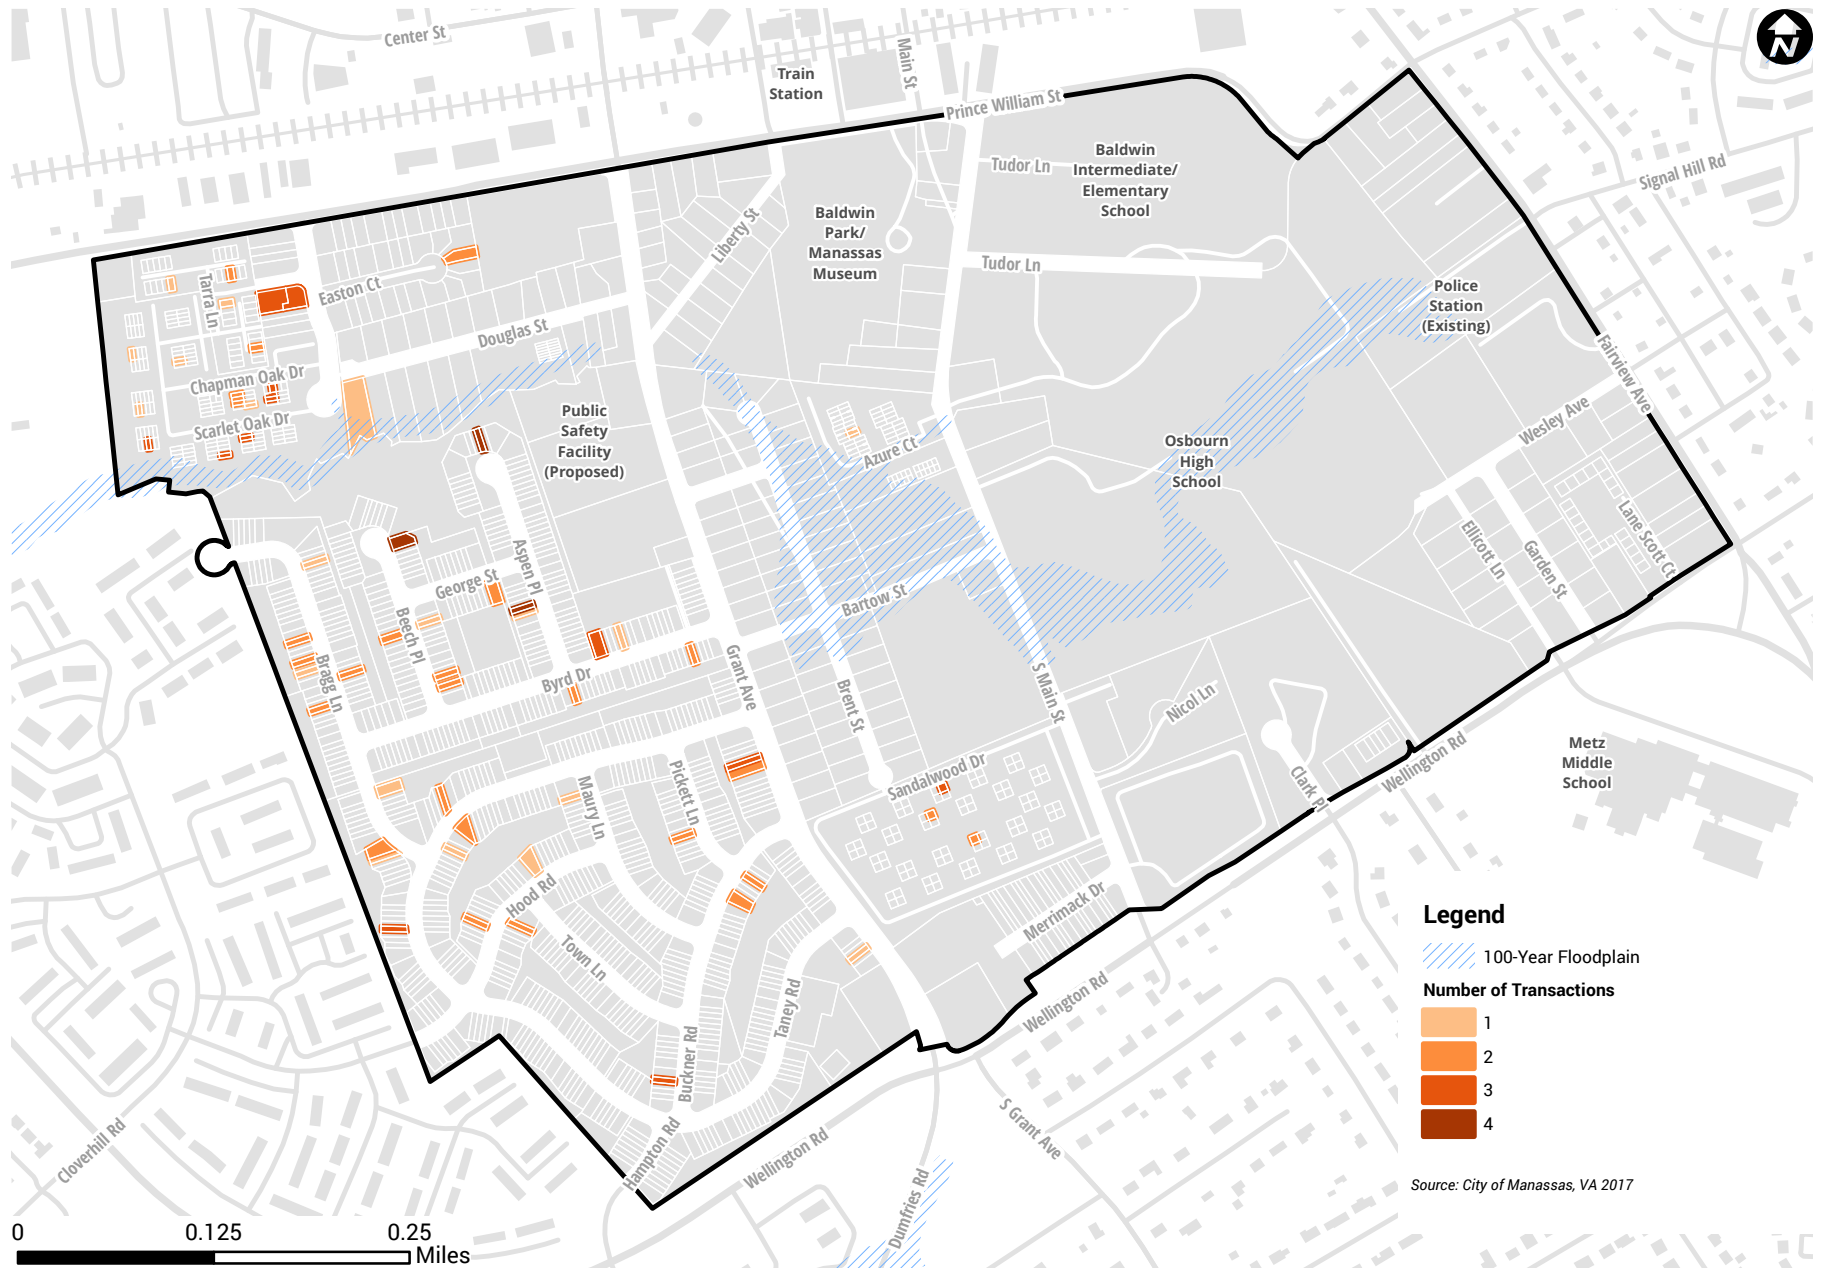 Center St
Train
Station
Main St
N
Prince William St
Tudor Ln
Baldwin
Intermediate/
Elementary
School
Signal Hill Rd
Baldwin
Park/
Manassas
Museum
Liberty St
Tudor Ln
Tarra Ln
Easton Ct
Police
Station
(Existing)
Douglas St
Fairview Ave
Chapman Oak Dr
Scarlet Oak Dr
Public
Safety
Facility
(Proposed)
Azure Ct
Osbourn
High
School
Wesley Ave
Ellicott Ln
Garden St
Lane Scott Ct
Aspen Pl
George St
Beech Pl
Bartow St
Bragg Ln
Byrd Dr
Grant Ave
Brent St
S Main St
Nicol Ln
Sandalwood Dr
Clark Pl
Wellington Rd
Metz
Middle
School
Maury Ln
Pickett Ln
Hood Rd
Town Ln
Merrimack Dr
Taney Rd
Wellington Rd
Buckner Rd
Hampton Rd
Wellington Rd
S Grant Ave
Dumfries Rd
Cloverhill Rd
Legend
100-Year Floodplain
Number of Transactions
1
2
3
4
Source: City of Manassas, VA 2017
0 0.125 0.25
Miles